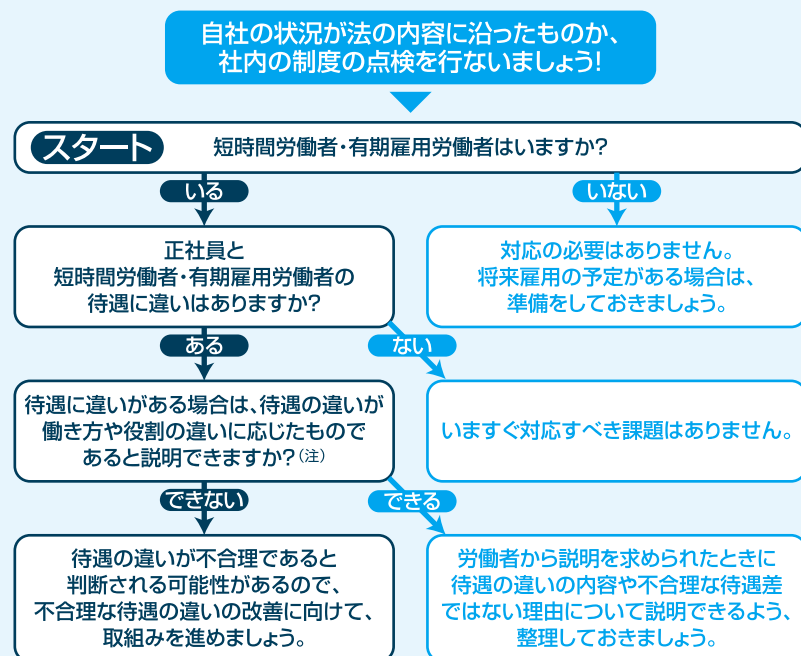 自社の状況が法の内容に沿ったものか、
社内の制度の点検を行ないましょう!
スタート 短時間労働者・有期雇用労働者はいますか?
いる
いない
正社員と
短時間労働者・有期雇用労働者の
待遇に違いはありますか?
対応の必要はありません。
将来雇用の予定がある場合は、
準備をしておきましょう。
ある
ない
待遇に違いがある場合は、待遇の違いが
働き方や役割の違いに応じたもので
あると説明できますか?(注)
いますぐ対応すべき課題はありません。
できない
できる
待遇の違いが不合理であると
判断される可能性があるので、
不合理な待遇の違いの改善に向けて、
取組みを進めましょう。
労働者から説明を求められたときに
待遇の違いの内容や不合理な待遇差
ではない理由について説明できるよう、
整理しておきましょう。